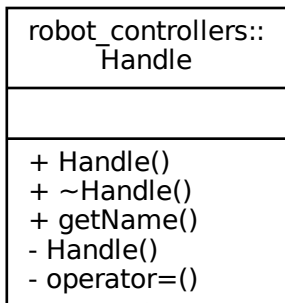 robot_controllers::
Handle
+ Handle()
+ ~Handle()
+ getName()
- Handle()
- operator=()